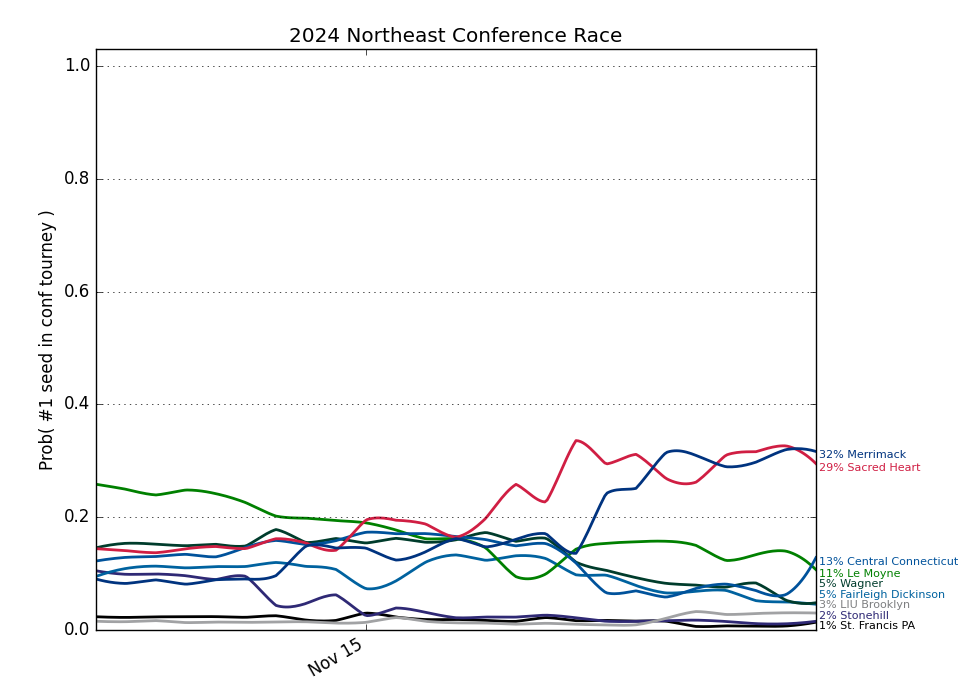 2024 Northeast Conference Race
Prob( #1 seed in conf tourney )
1.0
0.8
0.6
0.4
0.2
0.0
Nov 15
32% Merrimack
29% Sacred Heart
13% Central Connecticut
11% Le Moyne
5% Wagner
5% Fairleigh Dickinson
3% LIU Brooklyn
2% Stonehill
1% St. Francis PA